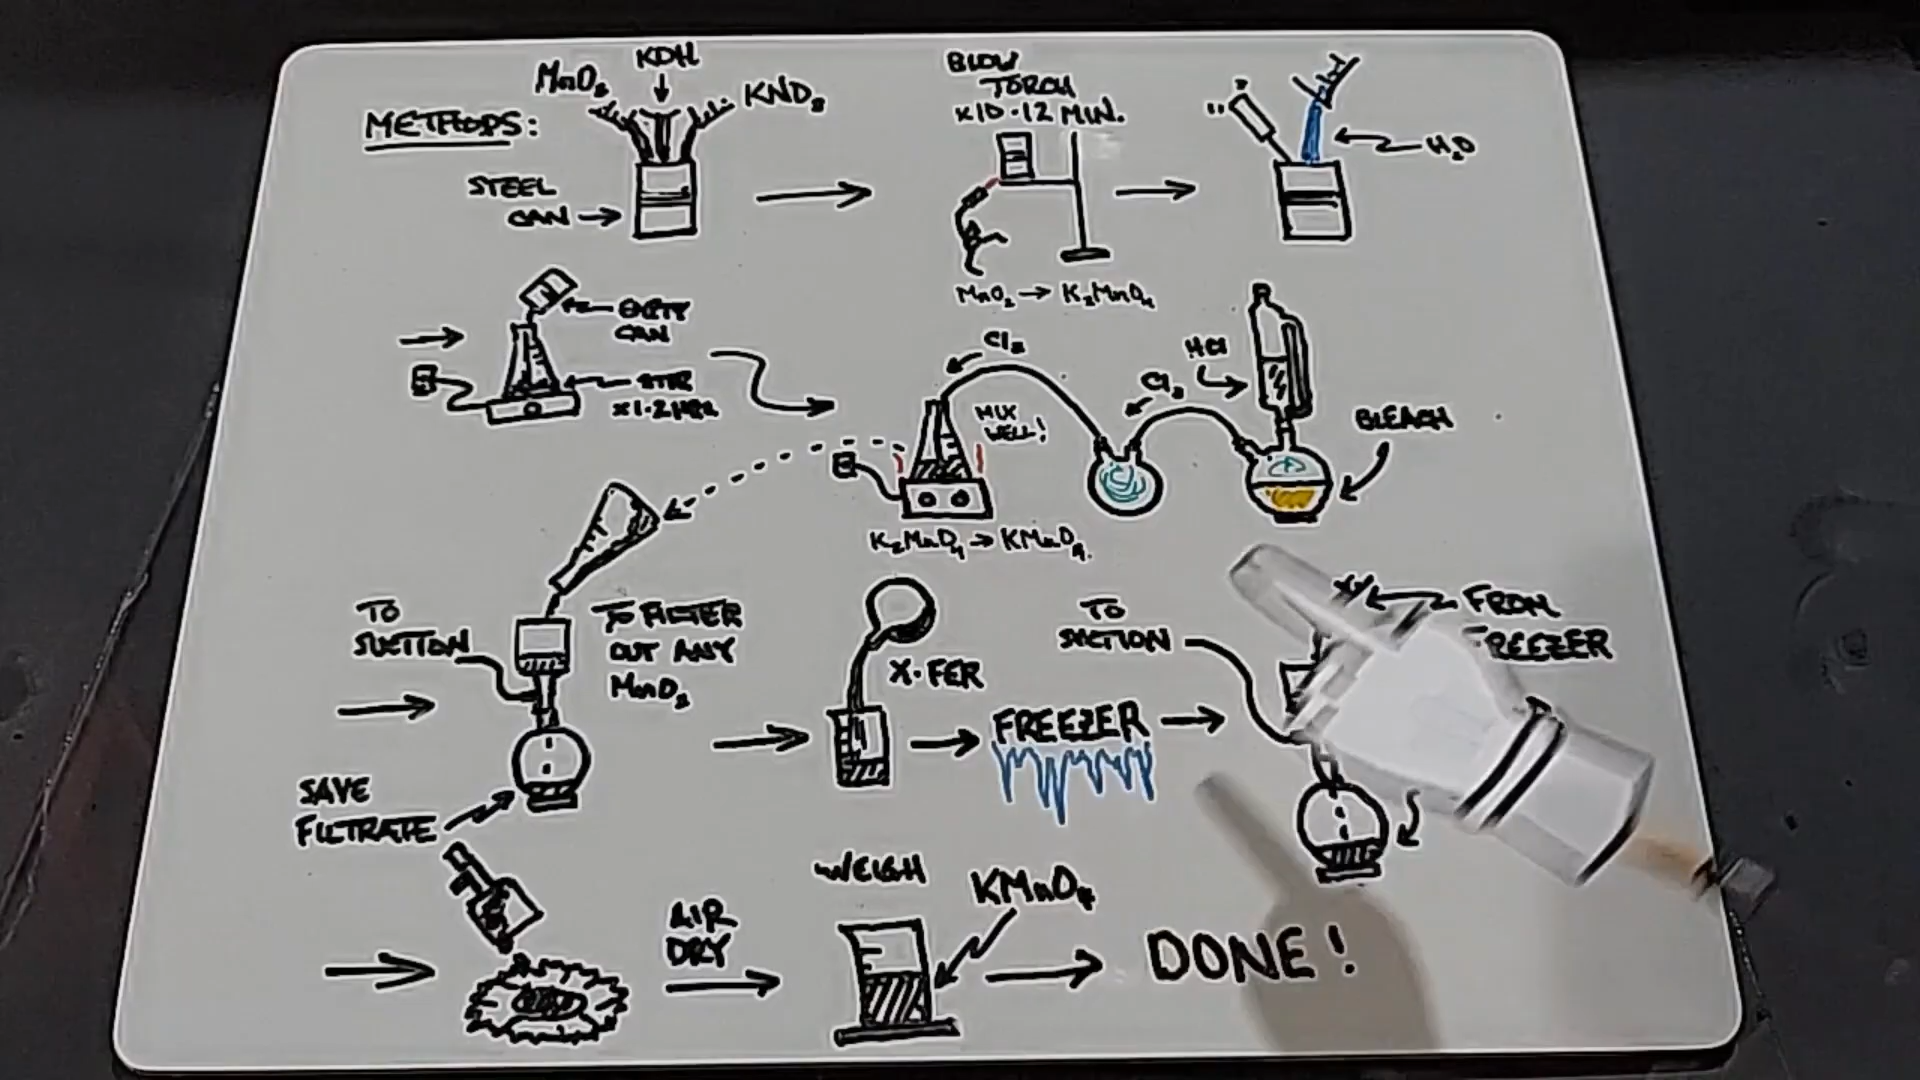 METHODS:
MnO₂
KOH
KNO₃
STEEL
CAN
BLOW
TORCH
x10-12 MIN.
MnO₂ → K₂MnO₄
H₂O
EMPTY
CAN
STIR
x1-2 HRS
Cl₂
MIX
WELL!
K₂MnO₄ → KMnO₄
Cl₂
HCl
BLEACH
TO
SUCTION
TO FILTER
OUT ANY
MnO₂
SAVE
FILTRATE
X-FER
FREEZER
TO
SUCTION
FROM
FREEZER
AIR
DRY
WEIGH
KMnO₄
DONE!